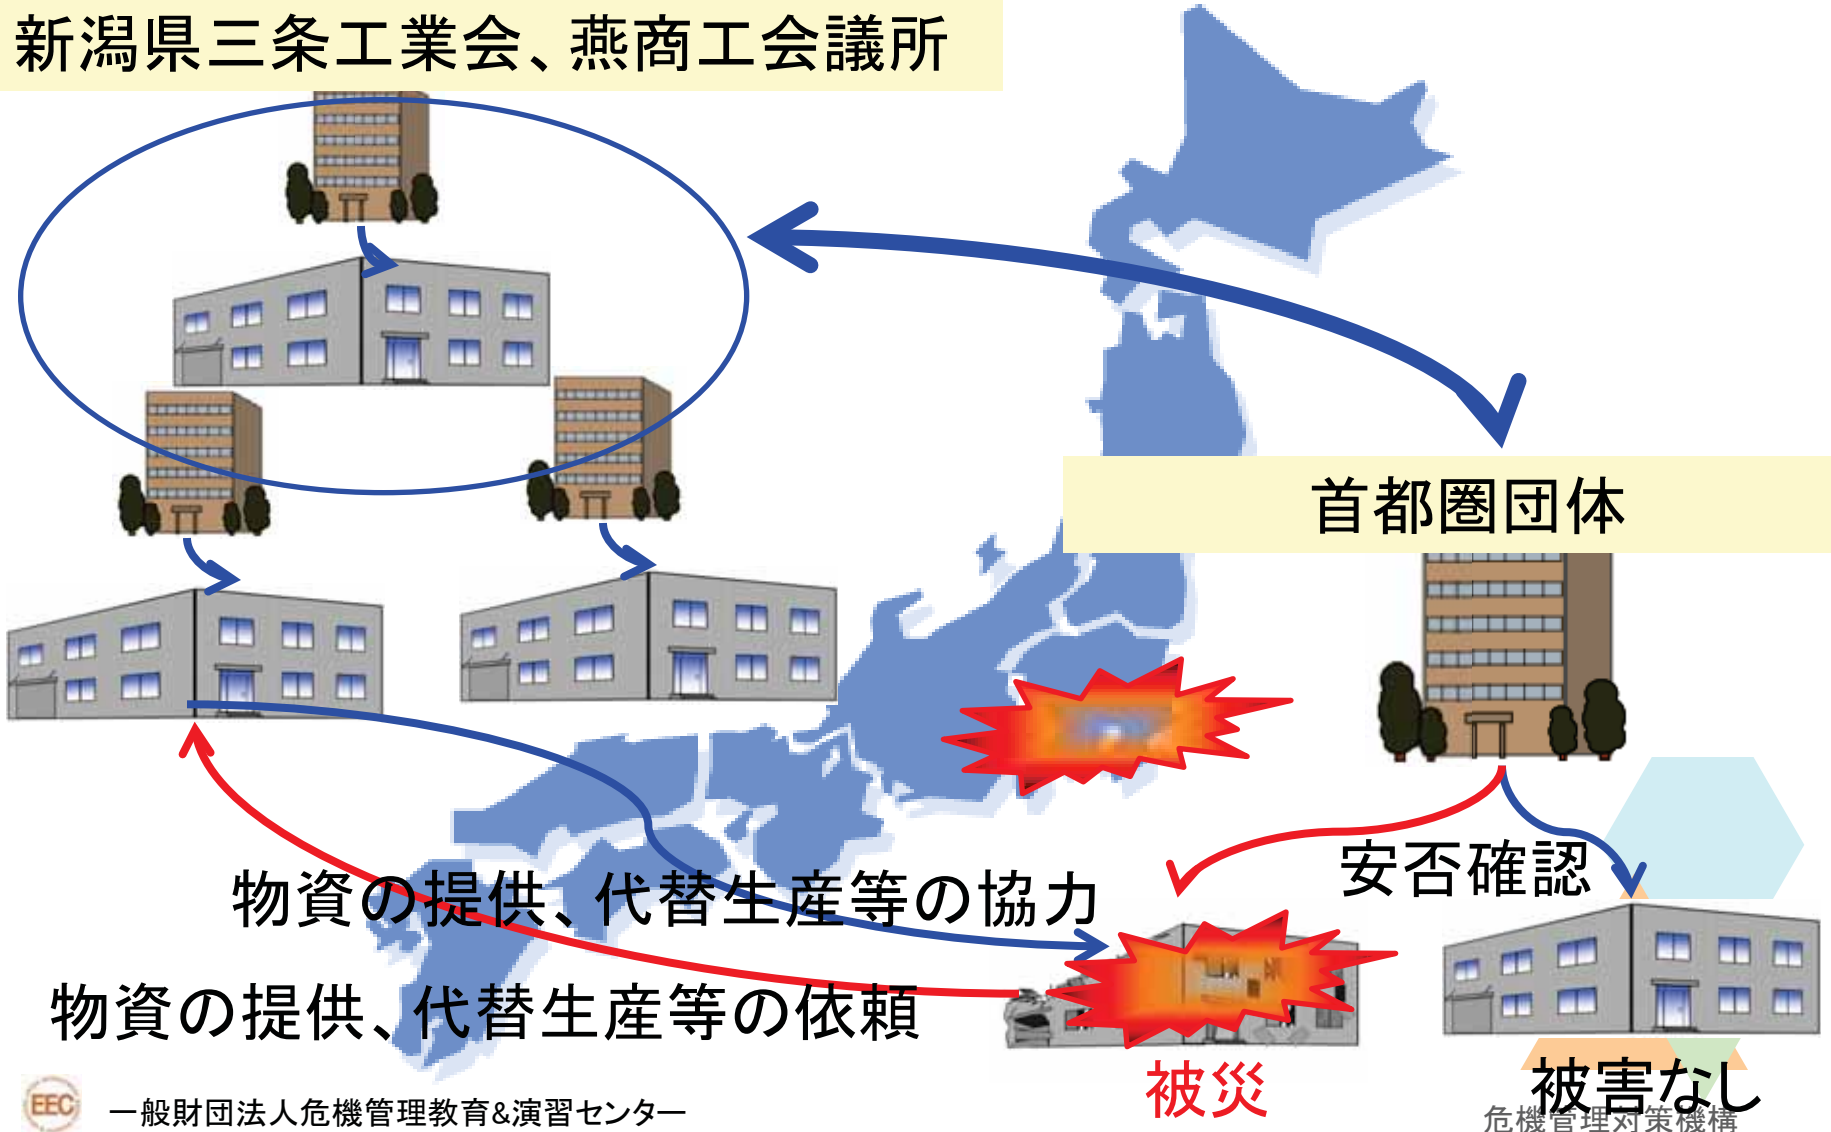 新潟県三条工業会、燕商工会議所
首都圏団体
安否確認
物資の提供、代替生産等の協力
物資の提供、代替生産等の依頼
被災
被害なし
EEC
一般財団法人危機管理教育&演習センター
危機管理対策機構